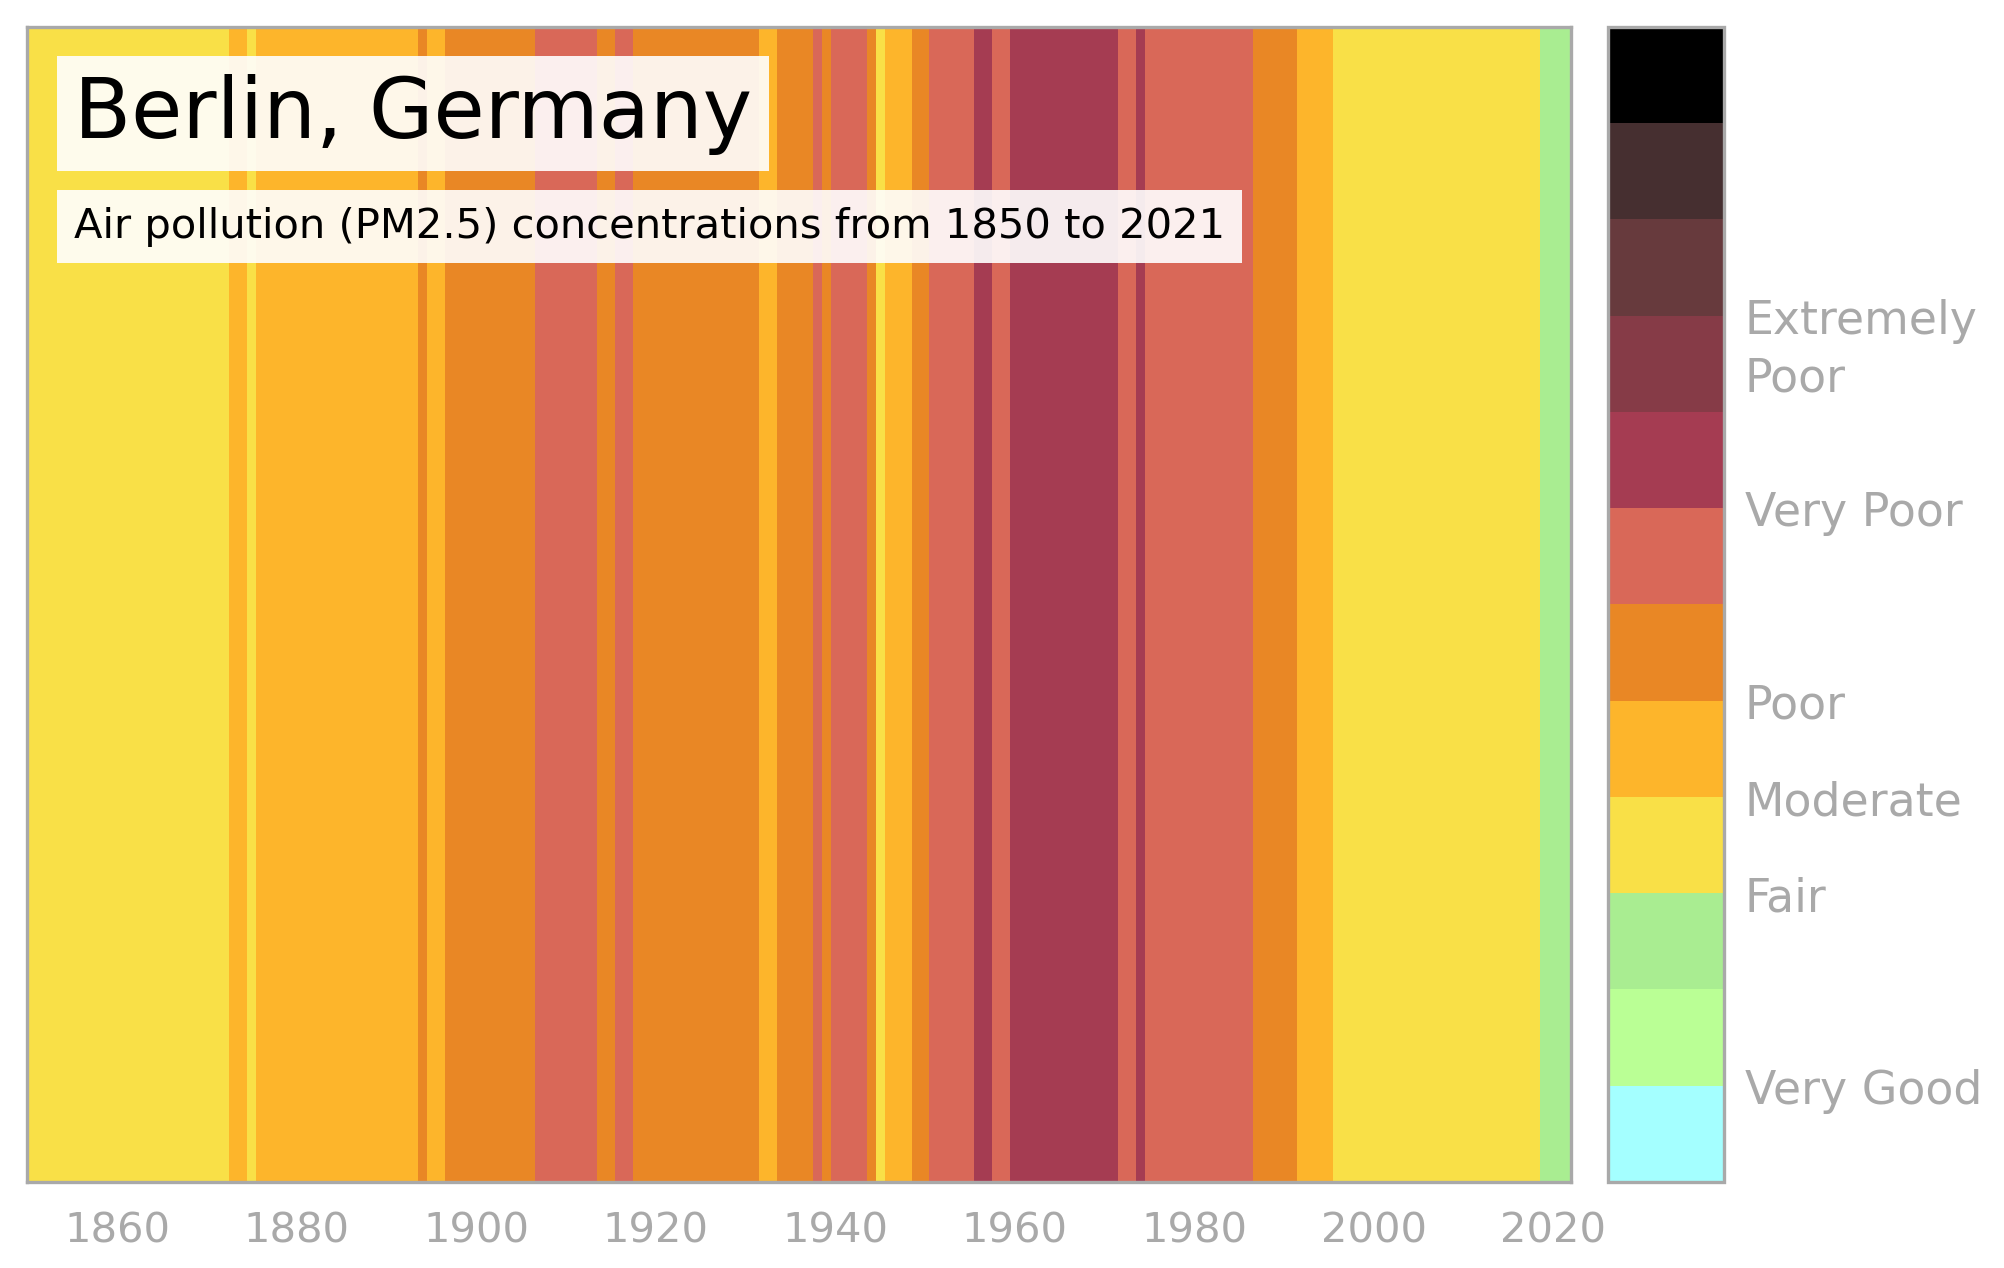 Berlin, Germany
Air pollution (PM2.5) concentrations from 1850 to 2021
Extremely
Poor
Very Poor
Poor
Moderate
Fair
Very Good
1860 1880 1900 1920 1940 1960 1980 2000 2020